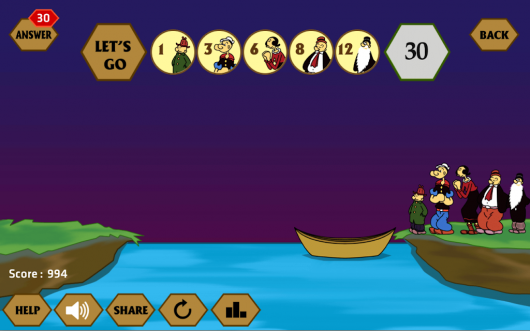 30
ANSWER
LET'S
GO
1 3 6 8 12
30
BACK
Score : 994
HELP
SHARE